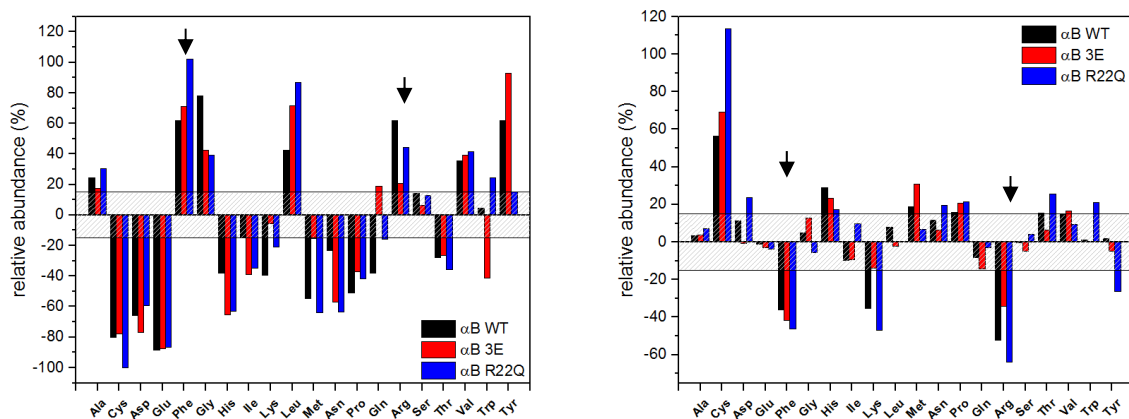 relative abundance (%)
120
100
80
60
40
20
0
-20
-40
-60
-80
-100
αB WT
αB 3E
αB R22Q
Ala Cys Asp Glu Phe Gly His Ile Lys Leu Met Asn Pro Gln Arg Ser Thr Val Trp Tyr
relative abundance (%)
120
100
80
60
40
20
0
-20
-40
-60
αB WT
αB 3E
αB R22Q
Ala Cys Asp Glu Phe Gly His Ile Lys Leu Met Asn Pro Gln Arg Ser Thr Val Trp Tyr